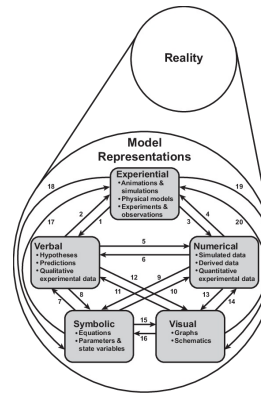 Reality
Model
Representations
Experiential
• Animations &
simulations
• Physical models
• Experiments &
observations
18
19
17
2
1
3
4
20
Verbal
• Hypotheses
• Predictions
• Qualitative
experimental data
5
6
Numerical
• Simulated data
• Derived data
• Quantitative
experimental data
7
8
11
9
12
10
13
14
Symbolic
• Equations
• Parameters &
state variables
15
16
Visual
• Graphs
• Schematics